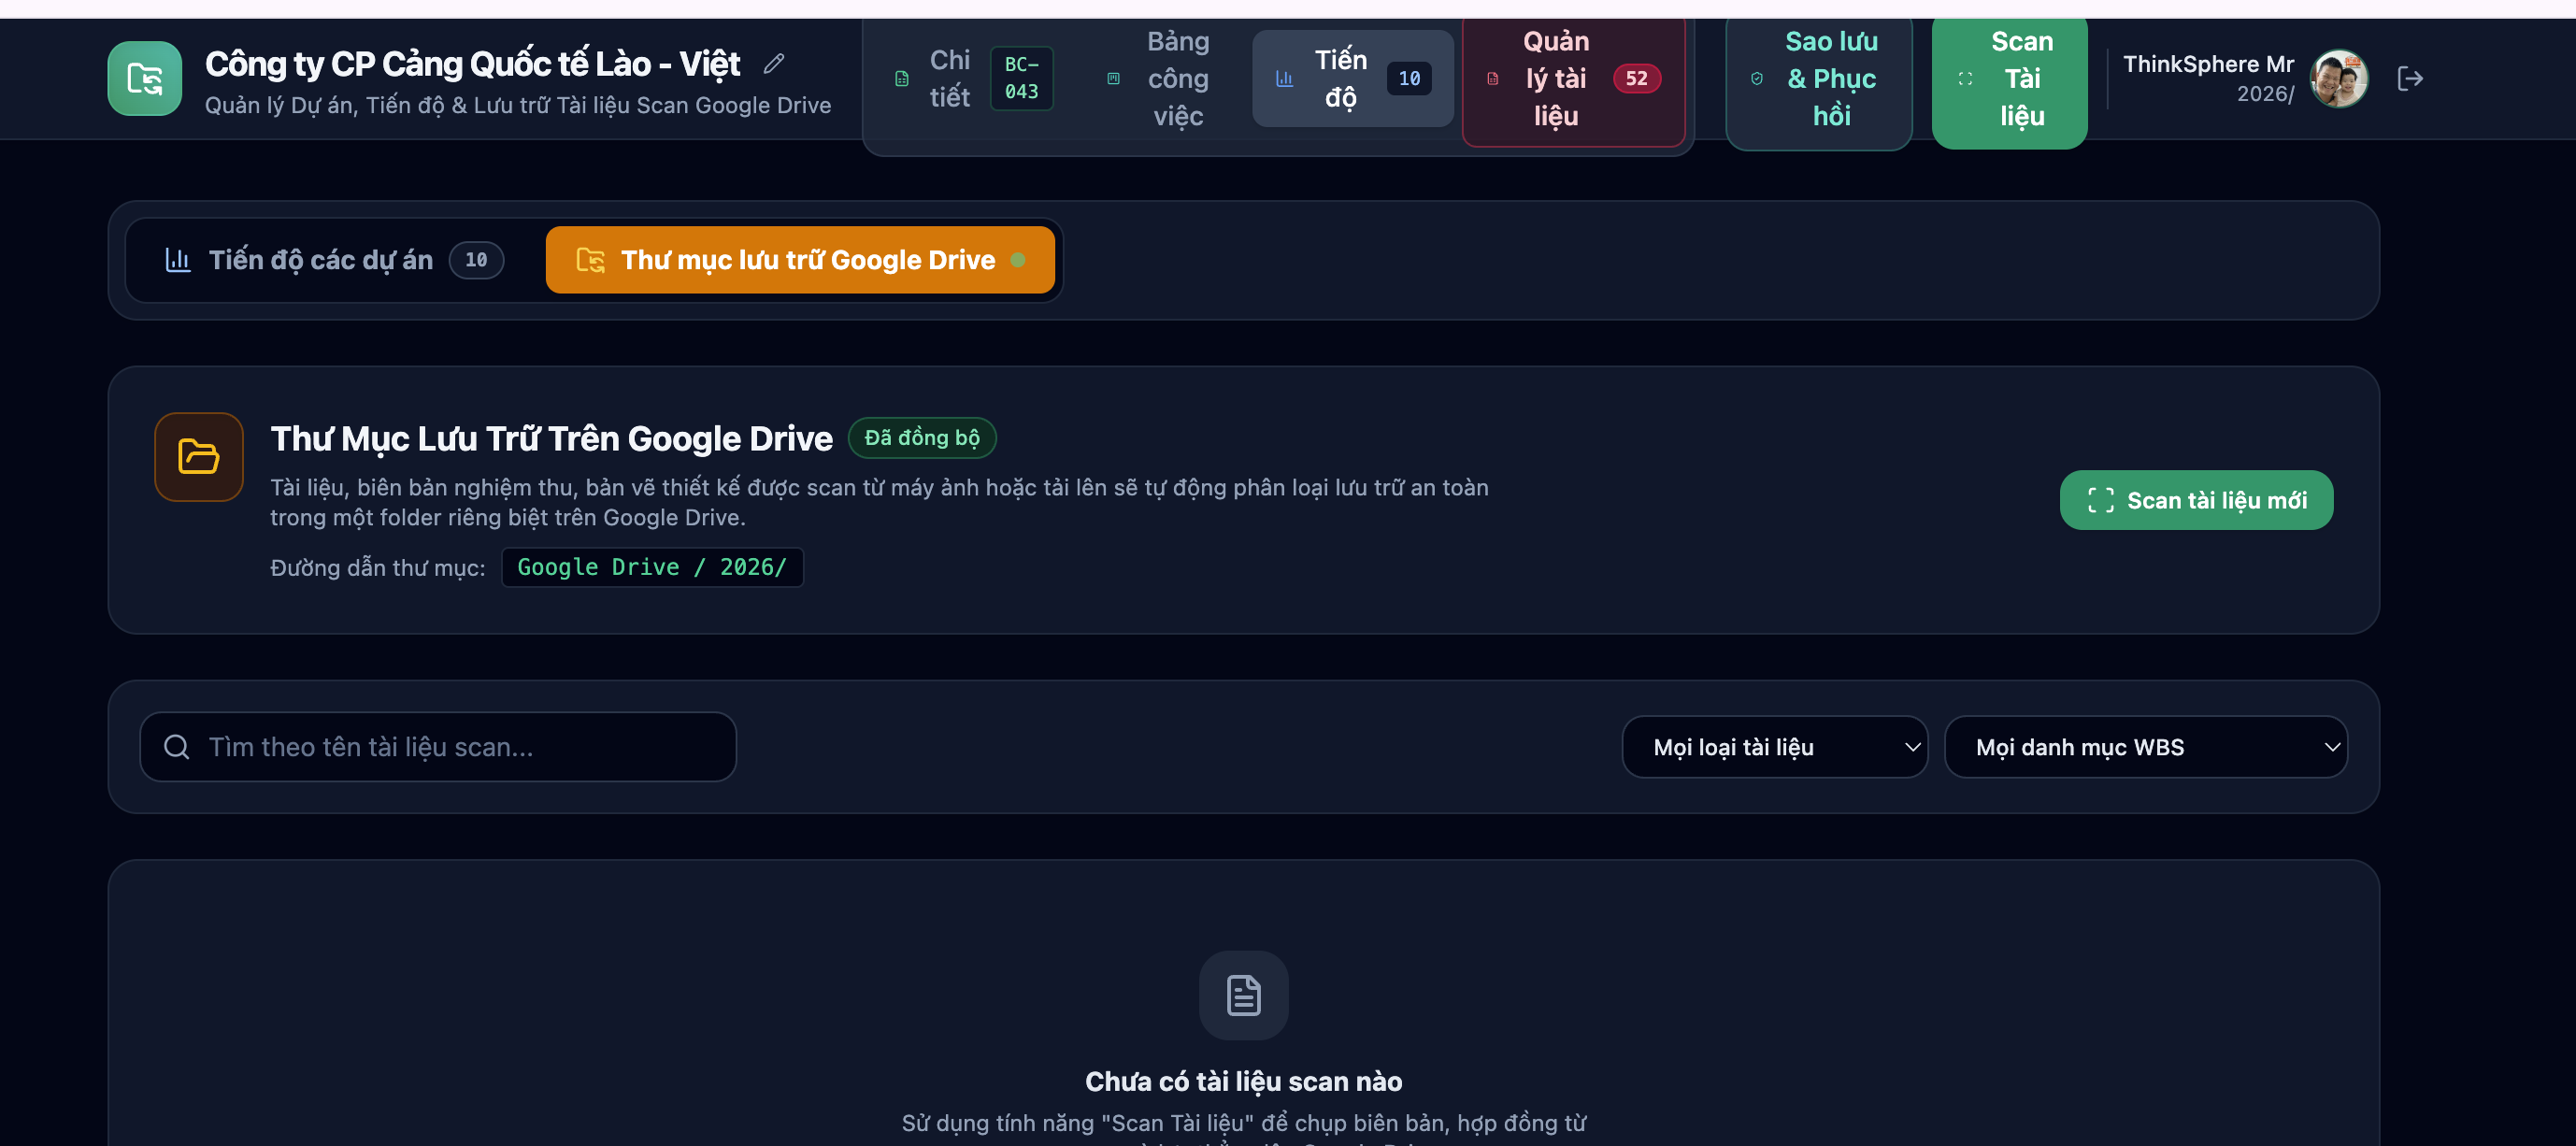 Công ty CP Cảng Quốc tế Lào - Việt
Quản lý Dự án, Tiến độ & Lưu trữ Tài liệu Scan Google Drive
Chi
tiết
BC-
043
Bảng
công
việc
Tiến
độ
10
Quản
lý tài
liệu
52
Sao lưu
& Phục
hồi
Scan
Tài
liệu
ThinkSphere Mr
2026/
Tiến độ các dự án 10
Thư mục lưu trữ Google Drive
Thư Mục Lưu Trữ Trên Google Drive
Đã đồng bộ
Tài liệu, biên bản nghiệm thu, bản vẽ thiết kế được scan từ máy ảnh hoặc tải lên sẽ tự động phân loại lưu trữ an toàn
trong một folder riêng biệt trên Google Drive.
Đường dẫn thư mục: Google Drive / 2026/
Scan tài liệu mới
Tìm theo tên tài liệu scan...
Mọi loại tài liệu
Mọi danh mục WBS
Chưa có tài liệu scan nào
Sử dụng tính năng "Scan Tài liệu" để chụp biên bản, hợp đồng từ